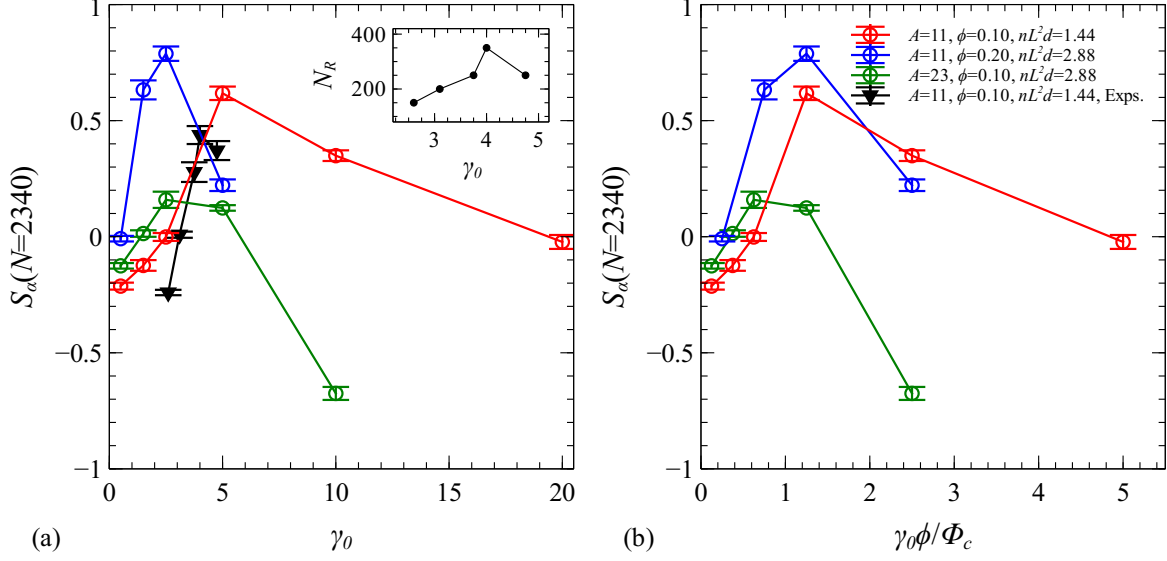 1
0.5
0
−0.5
−1
S_α(N=2340)
0
5
10
15
20
γ_0
(a)
400
200
N_R
3
4
5
γ_0
1
0.5
0
−0.5
−1
S_α(N=2340)
0
1
2
3
4
5
γ_0ϕ/Φ_c
(b)
A=11, ϕ=0.10, nL²d=1.44
A=11, ϕ=0.20, nL²d=2.88
A=23, ϕ=0.10, nL²d=2.88
A=11, ϕ=0.10, nL²d=1.44, Exps.